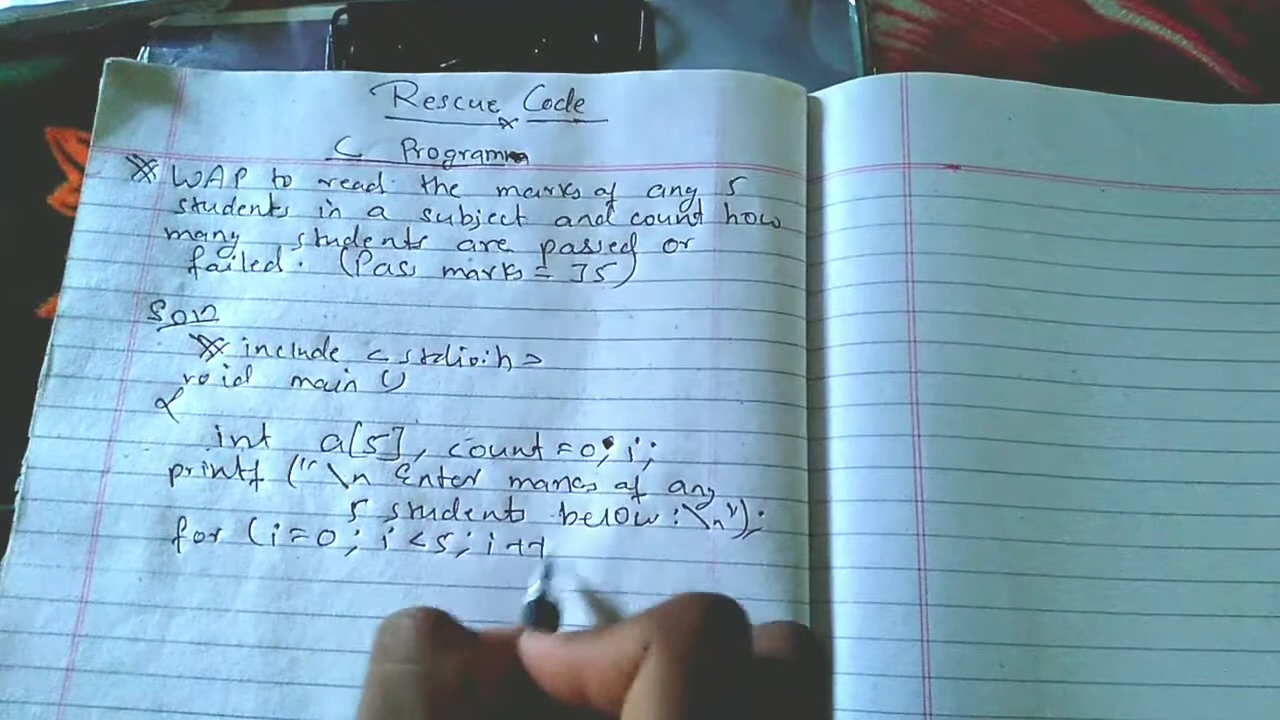 Rescue Code
C Program
* WAP to read the marks of any 5
students in a subject and count how
many students are passed or
failed. (Pass marks = 35)
Soln
# include <stdio.h>
void main ()
{
int a[5], count = 0, i;
printf ("\n Enter marks of any
5 students below:\n");
for (i=0; i<5; i++